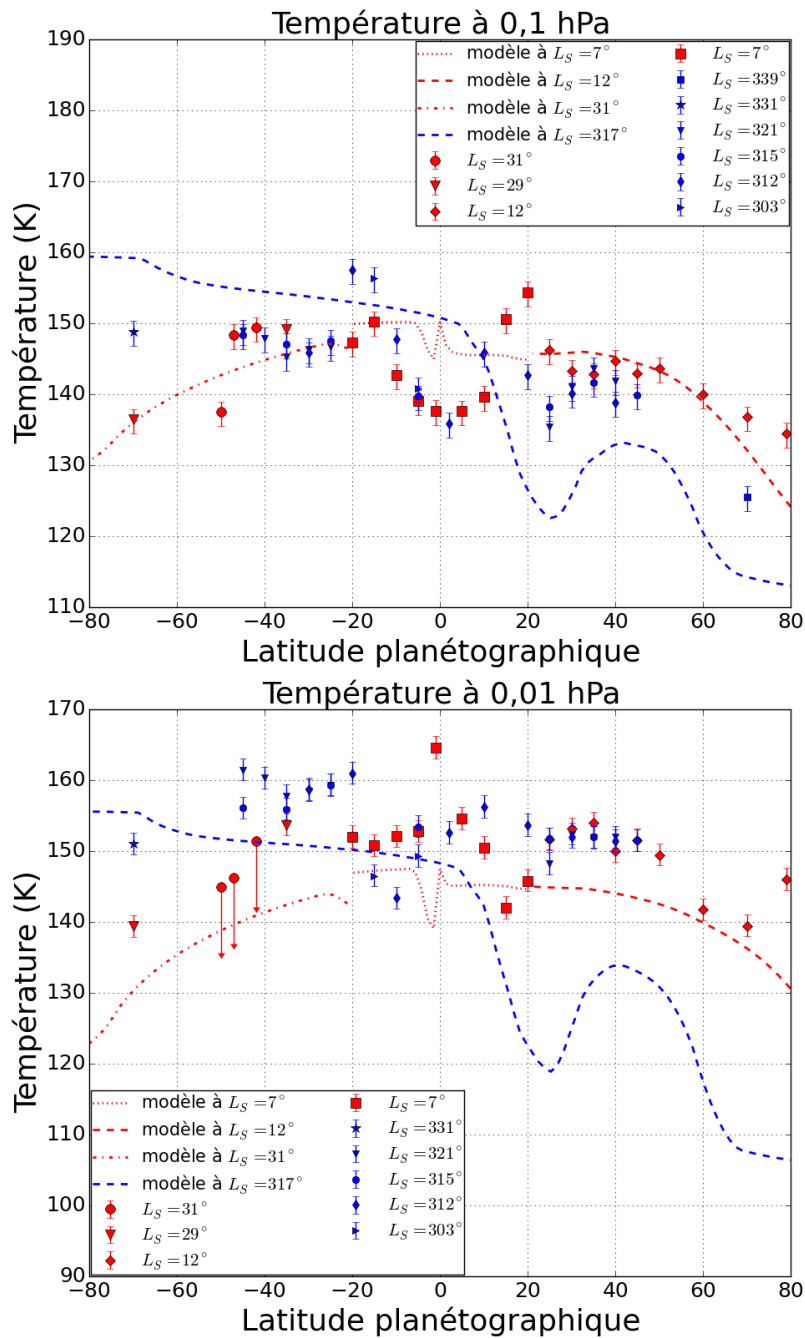 Température à 0,1 hPa
190
180
170
160
150
140
130
120
110
Température (K)
modèle à L_S =7°
modèle à L_S =12°
modèle à L_S =31°
modèle à L_S =317°
L_S =31°
L_S =29°
L_S =12°
L_S =7°
L_S =339°
L_S =331°
L_S =321°
L_S =315°
L_S =312°
L_S =303°
−80 −60 −40 −20 0 20 40 60 80
Latitude planétographique
Température à 0,01 hPa
170
160
150
140
130
120
110
100
90
Température (K)
modèle à L_S =7°
modèle à L_S =12°
modèle à L_S =31°
modèle à L_S =317°
L_S =31°
L_S =29°
L_S =12°
L_S =7°
L_S =331°
L_S =321°
L_S =315°
L_S =312°
L_S =303°
−80 −60 −40 −20 0 20 40 60 80
Latitude planétographique